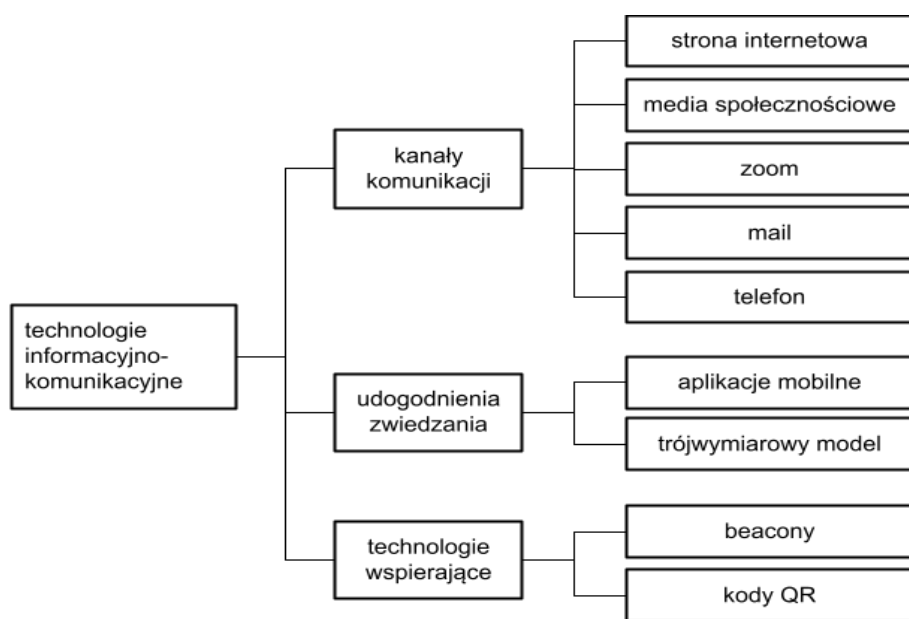 technologie
informacyjno-
komunikacyjne
kanały
komunikacji
strona internetowa
media społecznościowe
zoom
mail
telefon
udogodnienia
zwiedzania
aplikacje mobilne
trójwymiarowy model
technologie
wspierające
beacony
kody QR